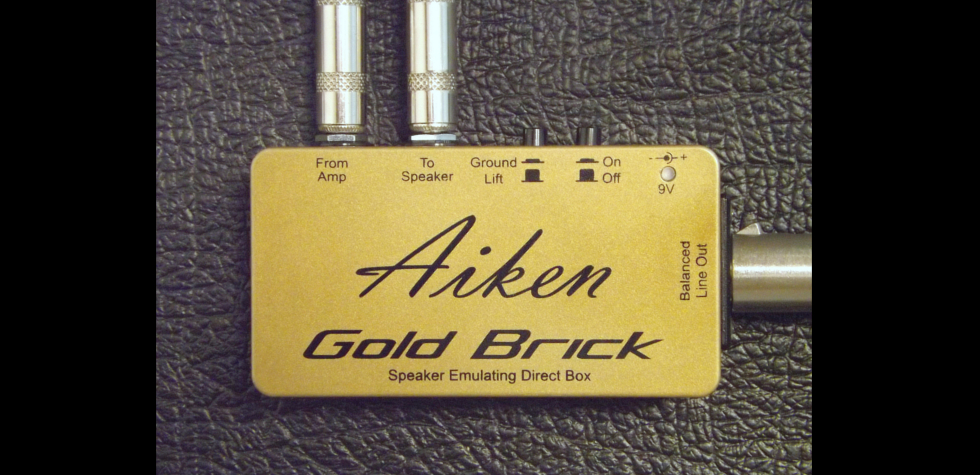 From
Amp
To
Speaker
Ground
Lift
On
Off
- +
9V
Balanced
Line Out
Aiken
Gold Brick
Speaker Emulating Direct Box